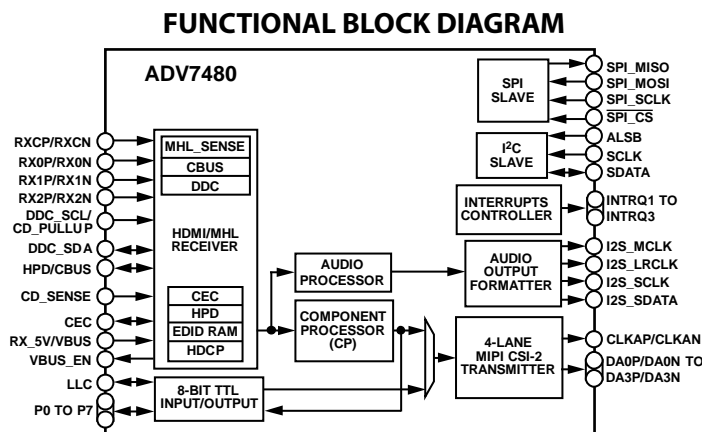 FUNCTIONAL BLOCK DIAGRAM
ADV7480
RXCP/RXCN
RX0P/RX0N
RX1P/RX1N
RX2P/RX2N
DDC_SCL/
CD_PULLUP
DDC_SDA
HPD/CBUS
CD_SENSE
CEC
RX_5V/VBUS
VBUS_EN
LLC
P0 TO P7
MHL_SENSE
CBUS
DDC
HDMI/MHL
RECEIVER
CEC
HPD
EDID RAM
HDCP
8-BIT TTL
INPUT/OUTPUT
AUDIO
PROCESSOR
COMPONENT
PROCESSOR
(CP)
SPI
SLAVE
I2C
SLAVE
INTERRUPTS
CONTROLLER
AUDIO
OUTPUT
FORMATTER
4-LANE
MIPI CSI-2
TRANSMITTER
SPI_MISO
SPI_MOSI
SPI_SCLK
SPI_CS
ALSB
SCLK
SDATA
INTRQ1 TO
INTRQ3
I2S_MCLK
I2S_LRCLK
I2S_SCLK
I2S_SDATA
CLKAP/CLKAN
DA0P/DA0N TO
DA3P/DA3N